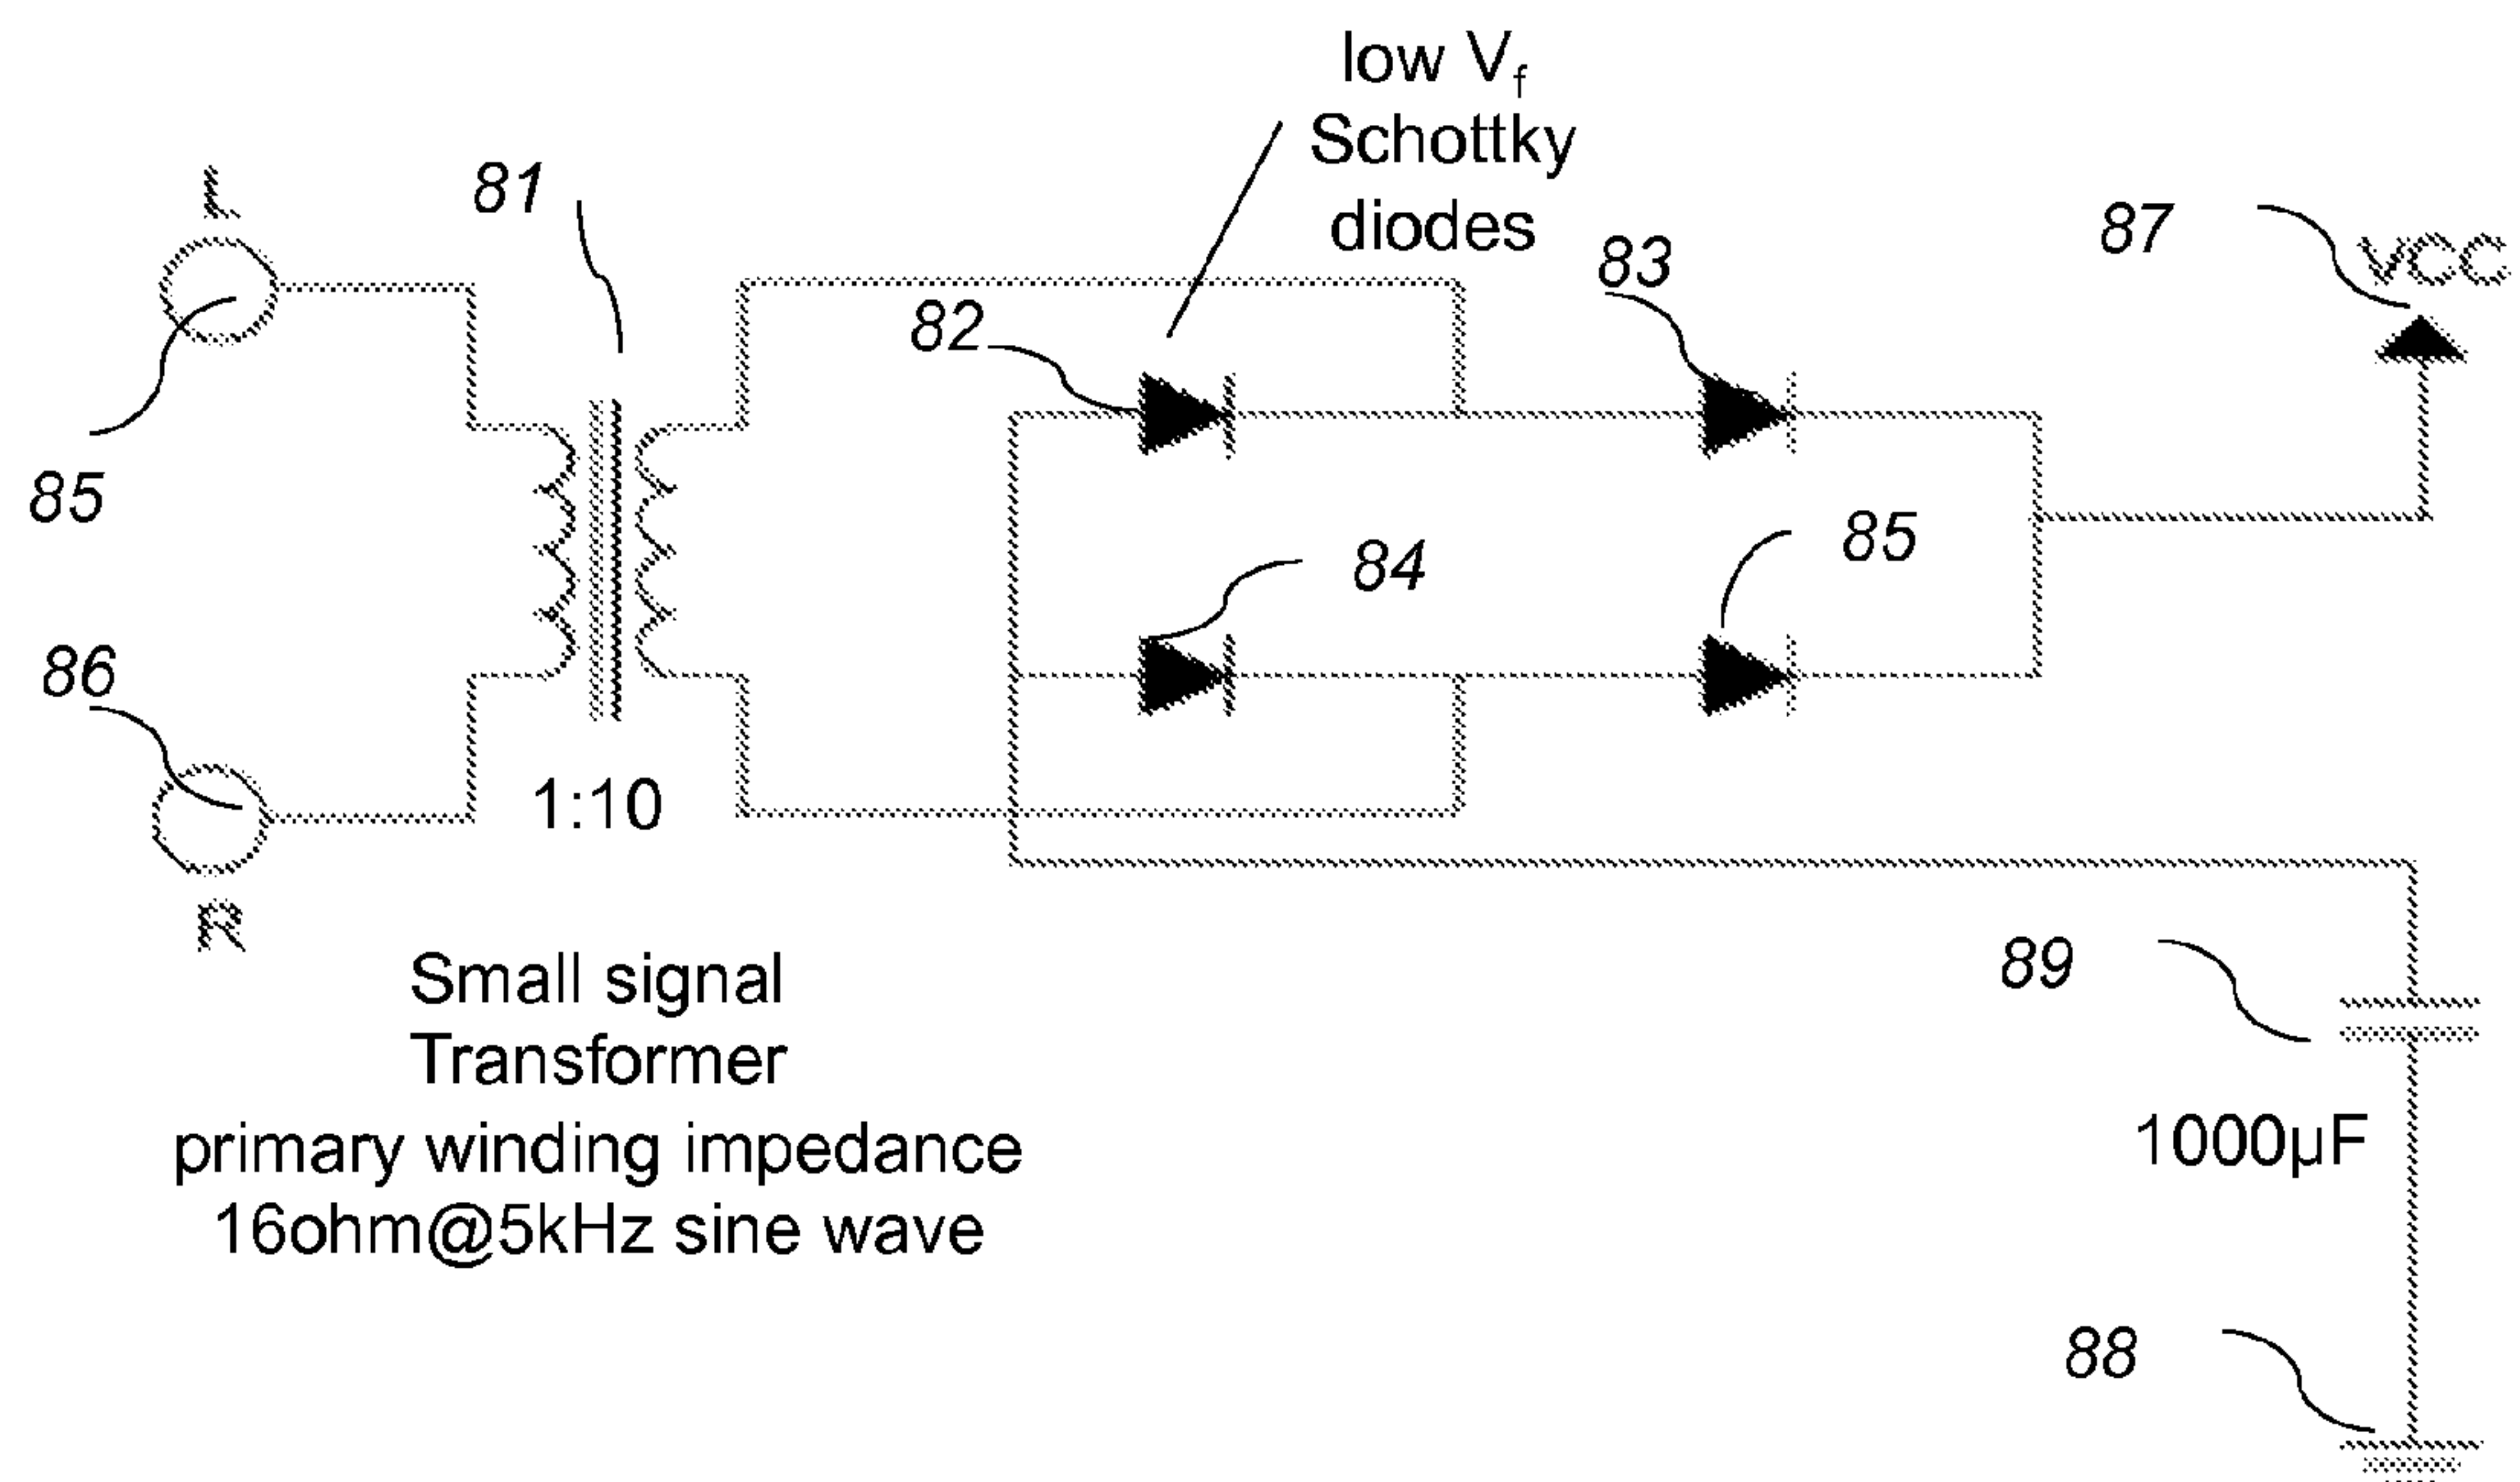 low Vf
Schottky
diodes
L
81
82
83
87
VCC
85
84
85
86
1:10
R
Small signal
Transformer
primary winding impedance
16ohm@5kHz sine wave
89
1000µF
88